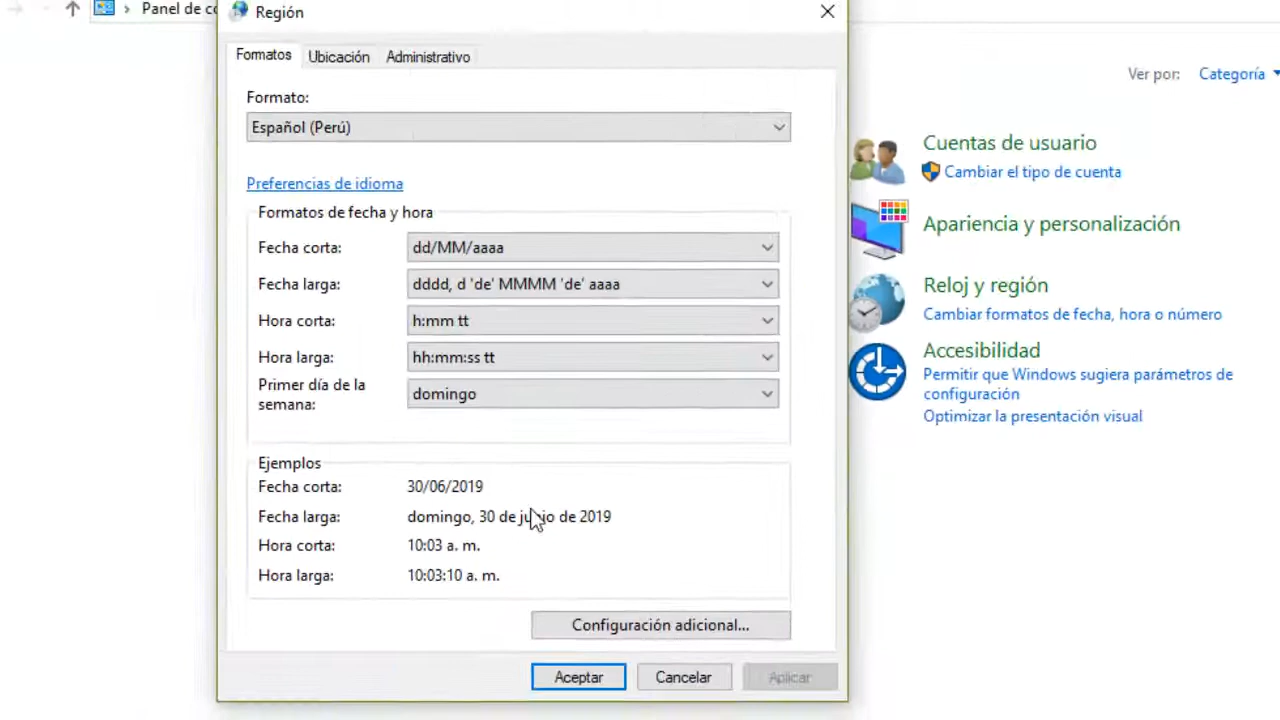 Panel de co
Región
Formatos Ubicación Administrativo
Ver por: Categoría
Formato:
Español (Perú)
Preferencias de idioma
Formatos de fecha y hora
Fecha corta: dd/MM/aaaa
Fecha larga: dddd, d 'de' MMMM 'de' aaaa
Hora corta: h:mm tt
Hora larga: hh:mm:ss tt
Primer día de la
semana: domingo
Ejemplos
Fecha corta: 30/06/2019
Fecha larga: domingo, 30 de junio de 2019
Hora corta: 10:03 a. m.
Hora larga: 10:03:10 a. m.
Configuración adicional...
Aceptar Cancelar Aplicar
Cuentas de usuario
Cambiar el tipo de cuenta
Apariencia y personalización
Reloj y región
Cambiar formatos de fecha, hora o número
Accesibilidad
Permitir que Windows sugiera parámetros de
configuración
Optimizar la presentación visual